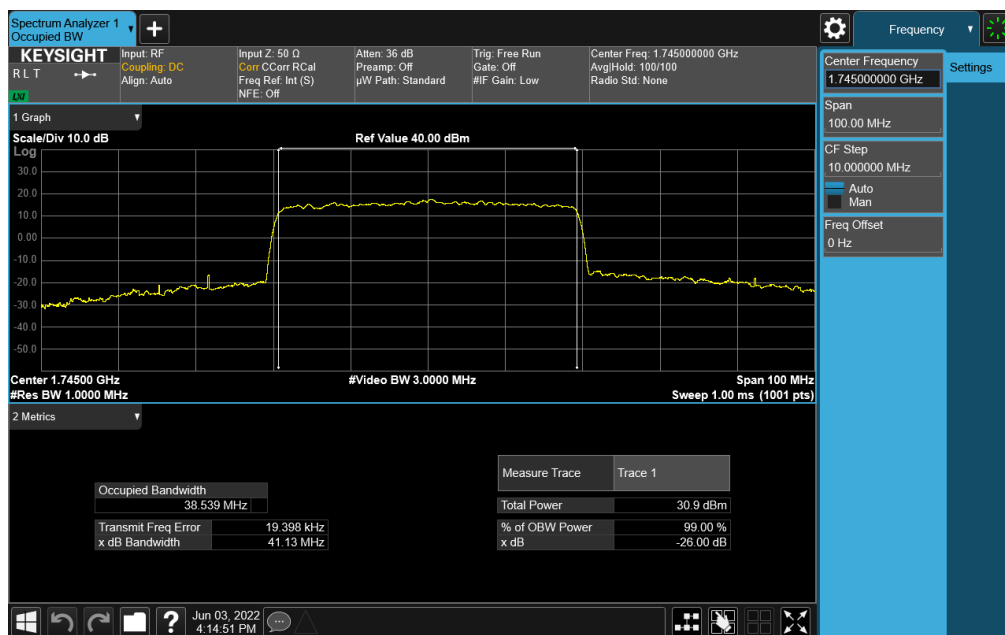 Spectrum Analyzer 1
Occupied BW
Frequency
KEYSIGHT
R L T
LXI
Input: RF
Coupling: DC
Align: Auto
Input Z: 50 Ω
Corr CCorr RCal
Freq Ref: Int (S)
NFE: Off
Atten: 36 dB
Preamp: Off
µW Path: Standard
Trig: Free Run
Gate: Off
#IF Gain: Low
Center Freq: 1.745000000 GHz
Avg|Hold: 100/100
Radio Std: None
Center Frequency
1.745000000 GHz
Settings
Span
100.00 MHz
CF Step
10.000000 MHz
Auto
Man
Freq Offset
0 Hz
1 Graph
Scale/Div 10.0 dB
Ref Value 40.00 dBm
Log
30.0
20.0
10.0
0.00
-10.0
-20.0
-30.0
-40.0
-50.0
Center 1.74500 GHz
#Video BW 3.0000 MHz
Span 100 MHz
#Res BW 1.0000 MHz
Sweep 1.00 ms (1001 pts)
2 Metrics
Measure Trace
Trace 1
Occupied Bandwidth
38.539 MHz
Total Power
30.9 dBm
Transmit Freq Error
19.398 kHz
% of OBW Power
99.00 %
x dB Bandwidth
41.13 MHz
x dB
-26.00 dB
?
Jun 03, 2022
4:14:51 PM